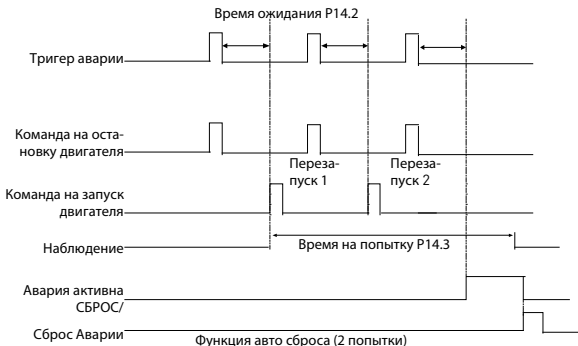 Время ожидания P14.2
Тригер аварии
Команда на оста-
новку двигателя
Переза-
пуск 1
Переза-
пуск 2
Команда на запуск
двигателя
Наблюдение
Время на попытку P14.3
Авария активна
СБРОС/
Сброс Аварии
Функция авто сброса (2 попытки)